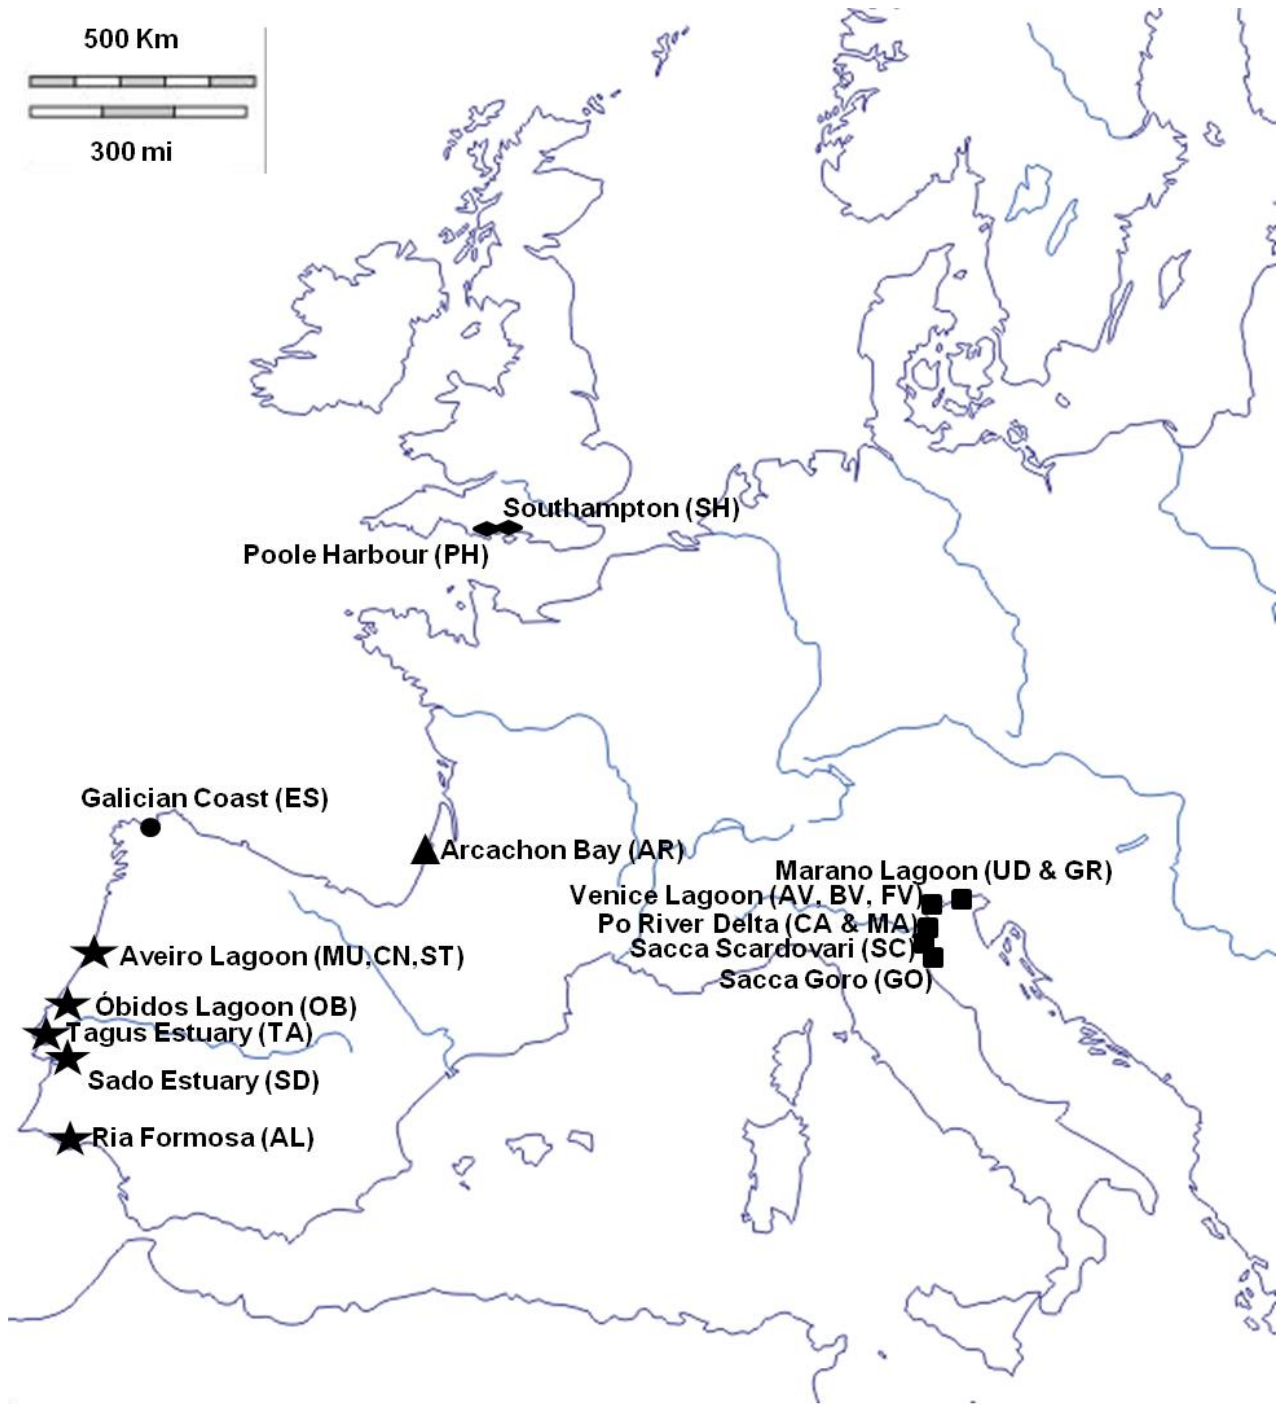 500 Km
300 mi
Southampton (SH)
Poole Harbour (PH)
Galician Coast (ES)
Arcachon Bay (AR)
Marano Lagoon (UD & GR)
Venice Lagoon (AV, BV, FV)
Po River Delta (CA & MA)
Sacca Scardovari (SC)
Sacca Goro (GO)
Aveiro Lagoon (MU,CN,ST)
Óbidos Lagoon (OB)
Tagus Estuary (TA)
Sado Estuary (SD)
Ria Formosa (AL)